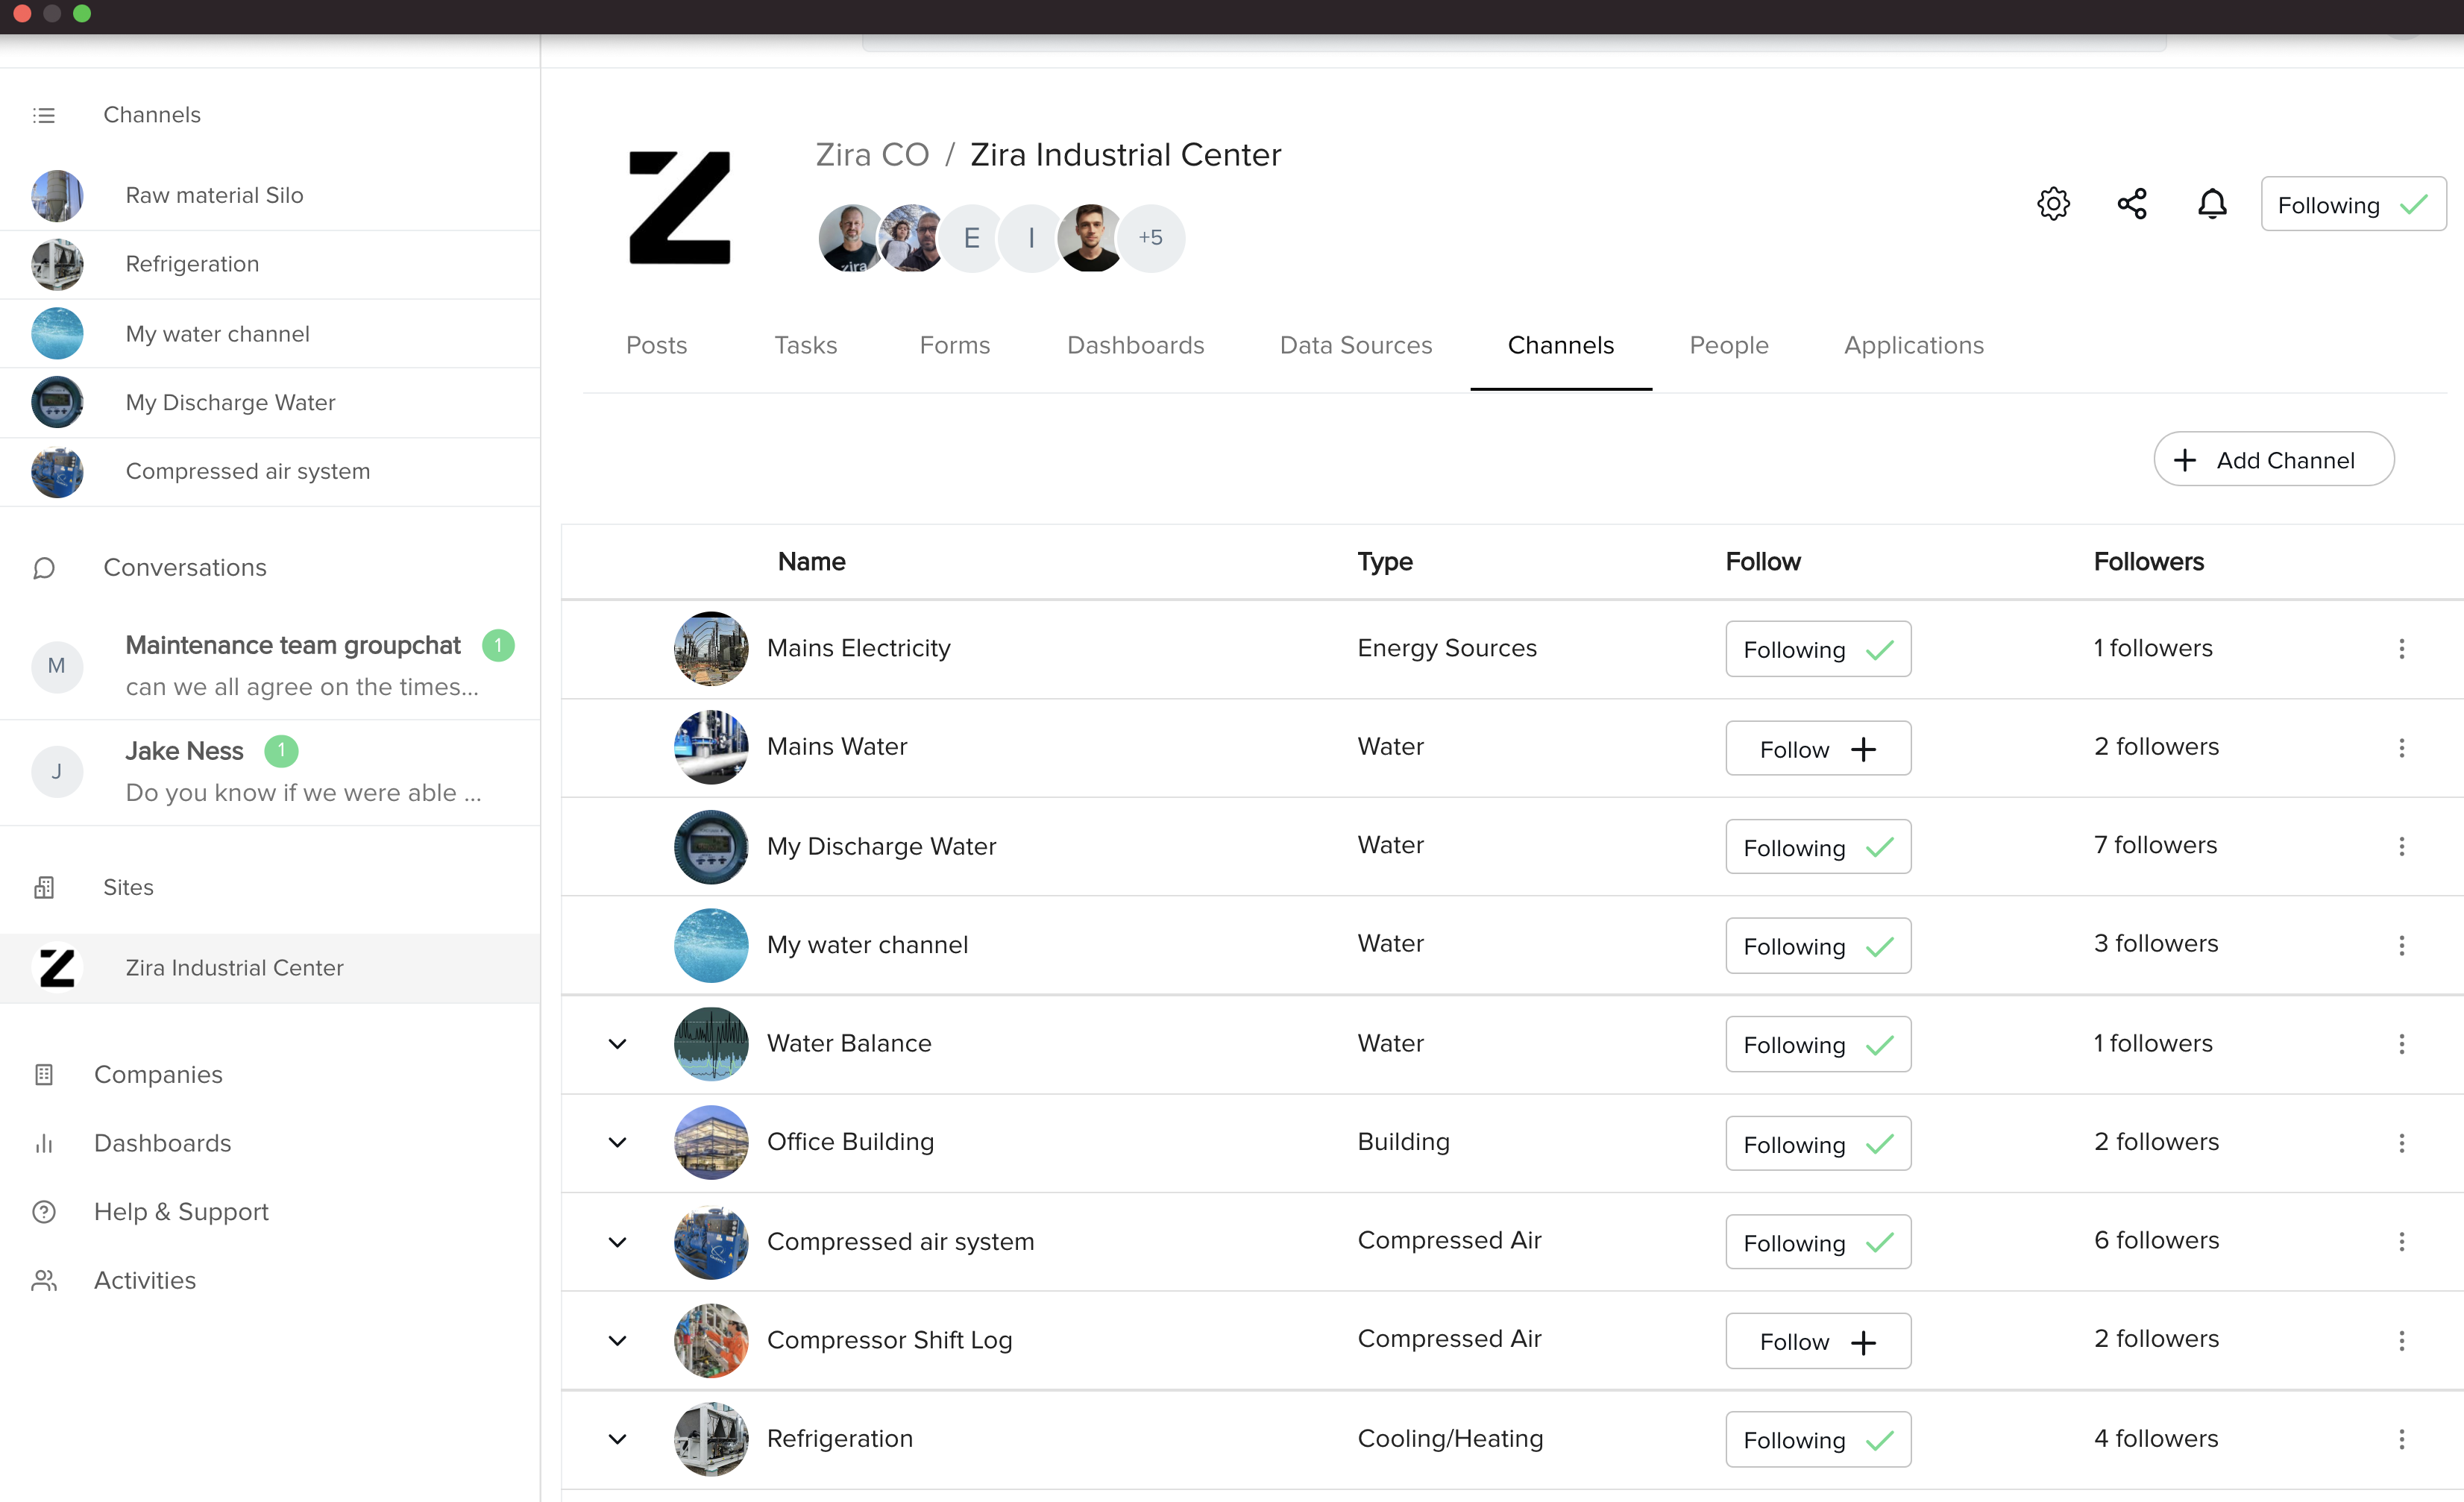 Channels
Raw material Silo
Refrigeration
My water channel
My Discharge Water
Compressed air system
Conversations
M
Maintenance team groupchat 1
can we all agree on the times...
J
Jake Ness 1
Do you know if we were able ...
Sites
Zira Industrial Center
Companies
Dashboards
Help & Support
Activities
Zira CO / Zira Industrial Center
zira E I +5
Following
Posts Tasks Forms Dashboards Data Sources Channels People Applications
+ Add Channel
Name Type Follow Followers
Mains Electricity Energy Sources Following 1 followers
Mains Water Water Follow + 2 followers
My Discharge Water Water Following 7 followers
My water channel Water Following 3 followers
Water Balance Water Following 1 followers
Office Building Building Following 2 followers
Compressed air system Compressed Air Following 6 followers
Compressor Shift Log Compressed Air Follow + 2 followers
Refrigeration Cooling/Heating Following 4 followers